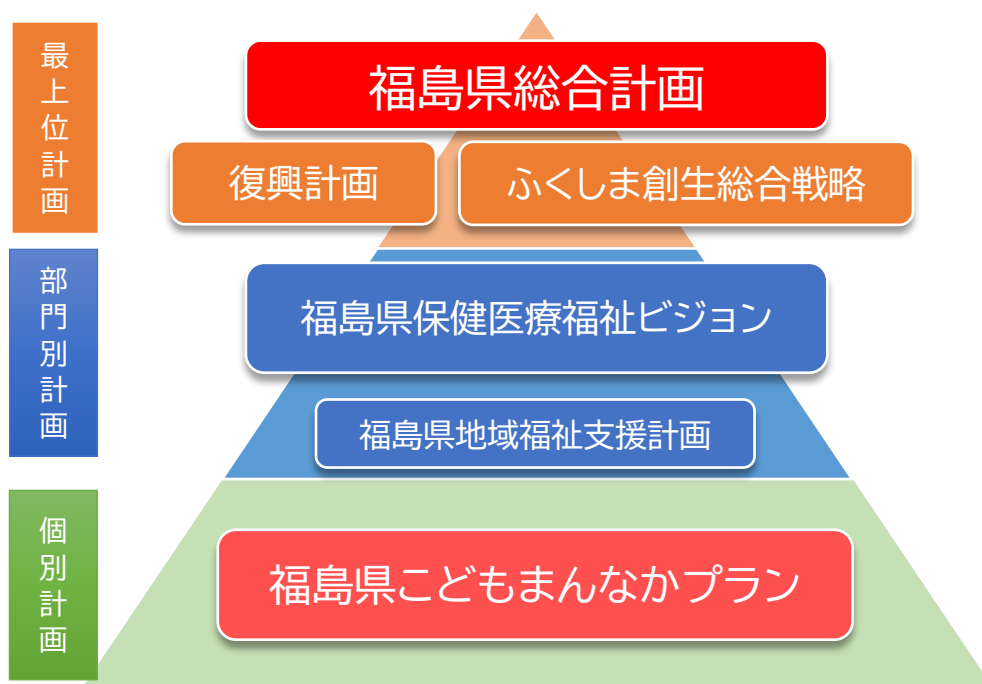 最上位計画
福島県総合計画
復興計画
ふくしま創生総合戦略
部門別計画
福島県保健医療福祉ビジョン
福島県地域福祉支援計画
個別計画
福島県こどもまんなかプラン